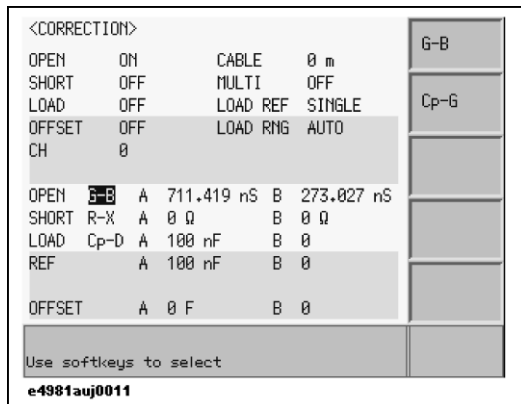 <CORRECTION>
OPEN ON CABLE 0 m
SHORT OFF MULTI OFF
LOAD OFF LOAD REF SINGLE
OFFSET OFF LOAD RNG AUTO
CH 0
OPEN G-B A 711.419 nS B 273.027 nS
SHORT R-X A 0 Ω B 0 Ω
LOAD Cp-D A 100 nF B 0
REF A 100 nF B 0
OFFSET A 0 F B 0
Use softkeys to select
G-B
Cp-G
e4981auj0011